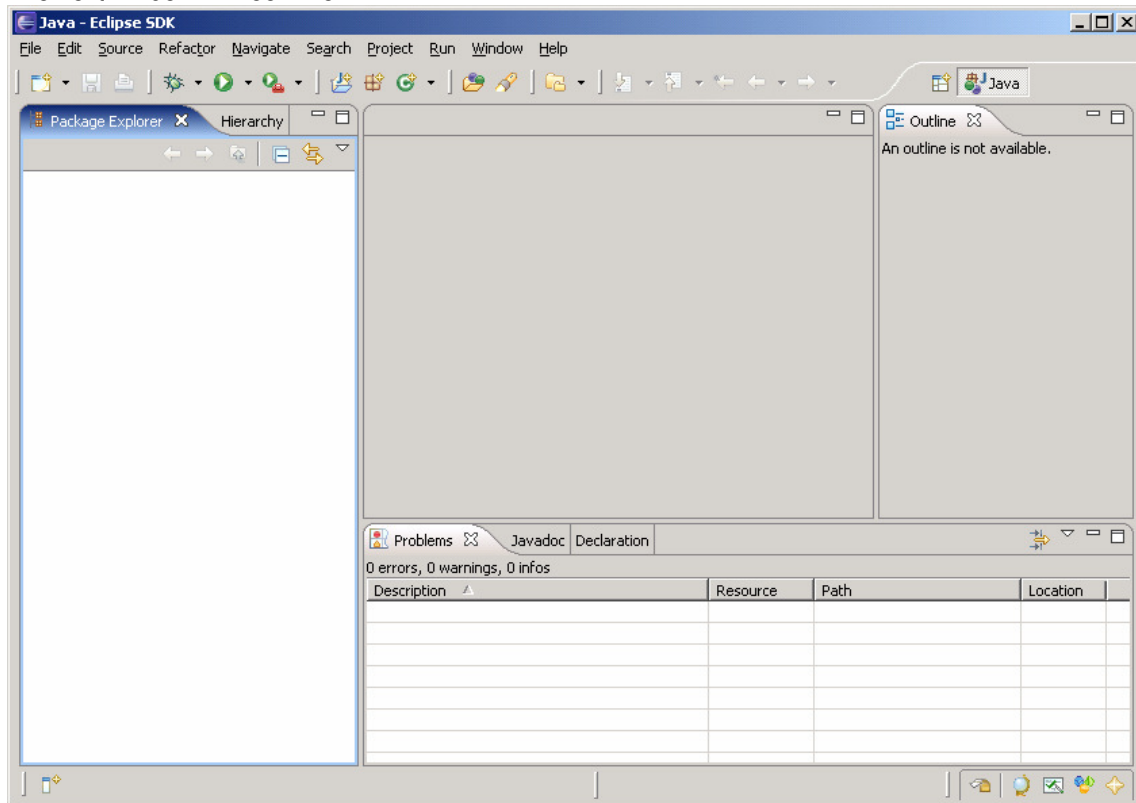 Java - Eclipse SDK
File Edit Source Refactor Navigate Search Project Run Window Help
Java
Package Explorer
Hierarchy
Outline
An outline is not available.
Problems
Javadoc
Declaration
0 errors, 0 warnings, 0 infos
Description Resource Path Location